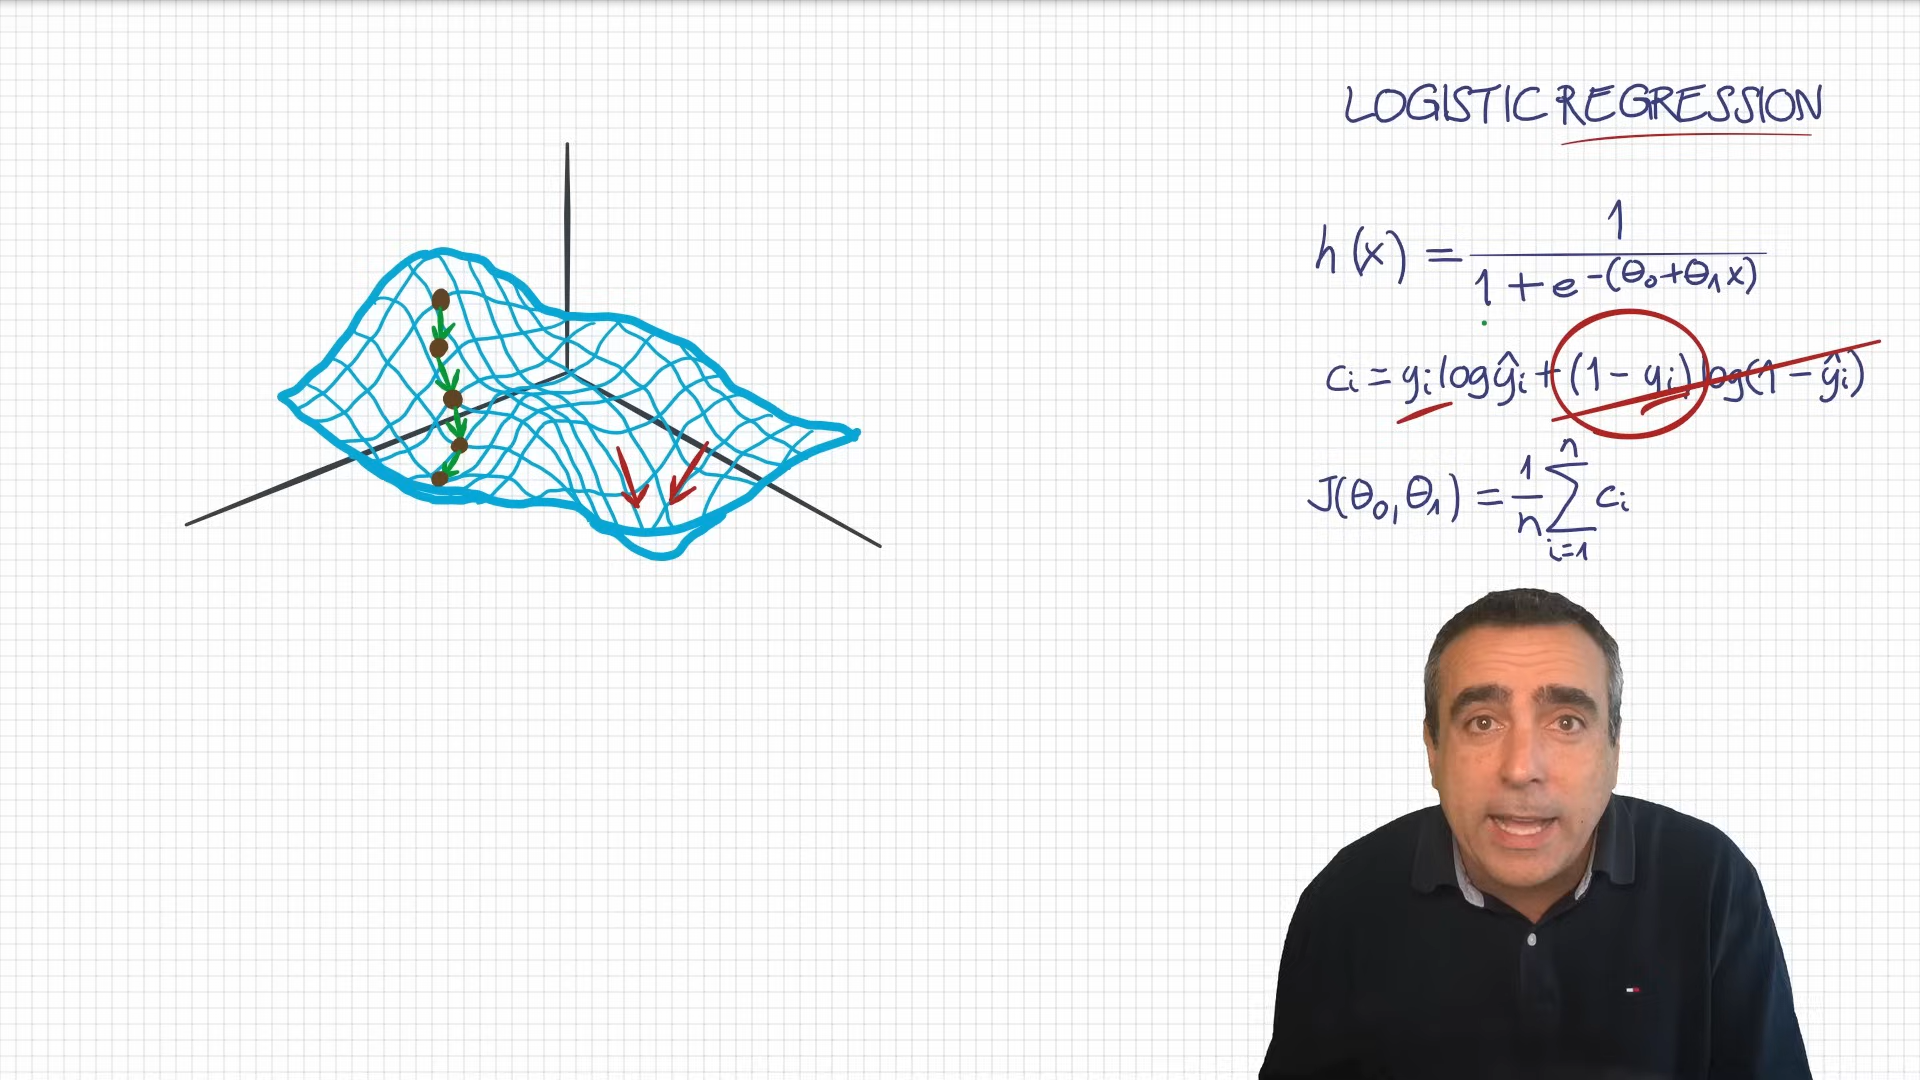 LOGISTIC REGRESSION
h(x) = 1 / (1 + e^-(θ₀+θ₁x))
cᵢ = yᵢ log ŷᵢ + (1 - yᵢ) log(1 - ŷᵢ)
J(θ₀, θ₁) = 1/n ∑ⁿᵢ₌₁ cᵢ